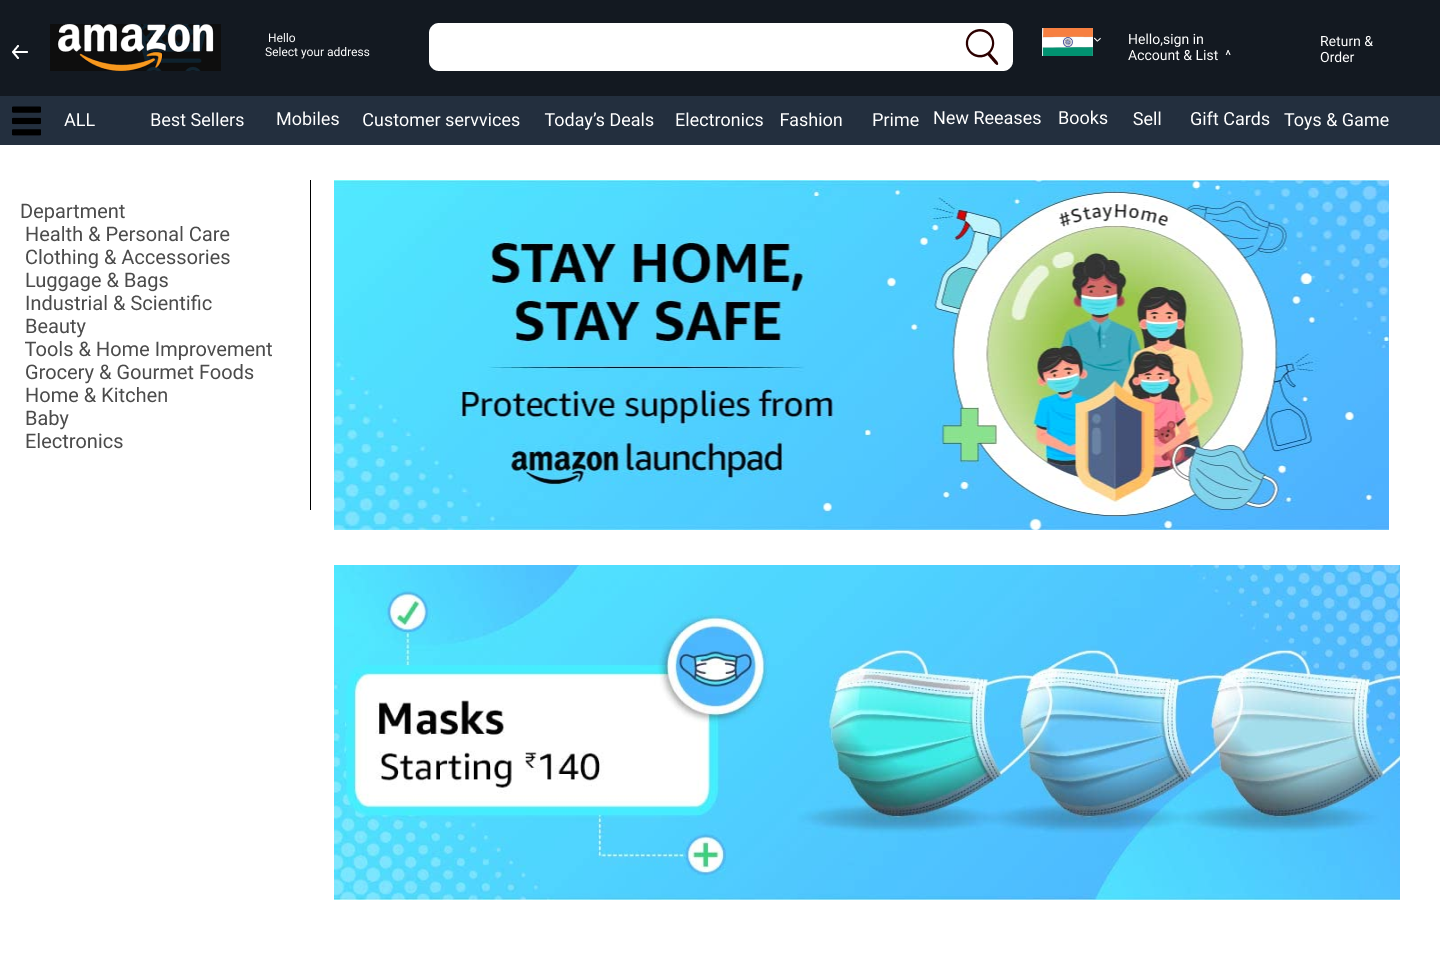 amazon
Hello
Select your address
Hello,sign in
Account & List ^
Return &
Order
ALL Best Sellers Mobiles Customer servvices Today's Deals Electronics Fashion Prime New Reeases Books Sell Gift Cards Toys & Game
Department
Health & Personal Care
Clothing & Accessories
Luggage & Bags
Industrial & Scientific
Beauty
Tools & Home Improvement
Grocery & Gourmet Foods
Home & Kitchen
Baby
Electronics
STAY HOME,
STAY SAFE
Protective supplies from
amazon launchpad
#StayHome
Masks
Starting ₹140